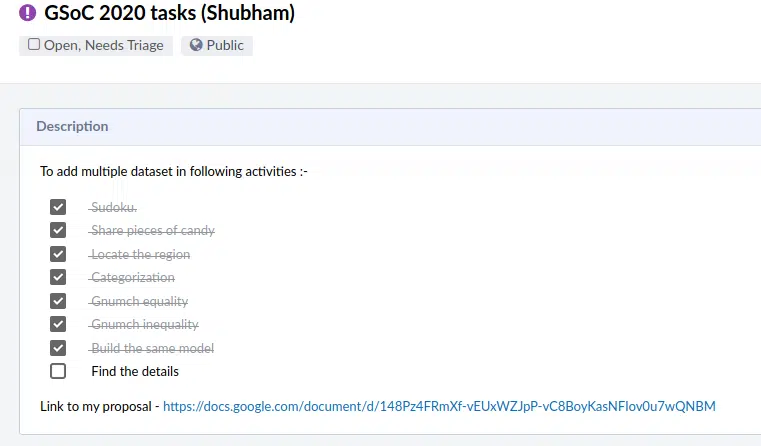 GSoC 2020 tasks (Shubham)
Open, Needs Triage Public
Description
To add multiple dataset in following activities :-
Sudoku.
Share pieces of candy
Locate the region
Categorization
Gnumch equality
Gnumch inequality
Build the same model
Find the details
Link to my proposal - https://docs.google.com/document/d/148Pz4FRmXf-vEUxWZJpP-vC8BoyKasNFIov0u7wQNBM